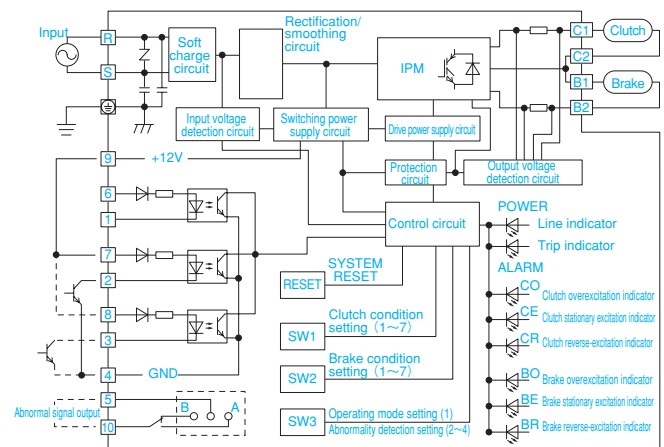 Input
R
S
Soft
charge
circuit
Rectification/
smoothing
circuit
IPM
C1
Clutch
C2
B1
Brake
B2
Input voltage
detection circuit
Switching power
supply circuit
Drive power supply circuit
Protection
circuit
Output voltage
detection circuit
9
+12V
6
1
7
2
8
3
4
GND
5
10
Abnormal signal output
B
A
Control circuit
RESET
SYSTEM
RESET
SW1
Clutch condition
setting（1～7）
SW2
Brake condition
setting（1～7）
SW3
Operating mode setting (1)
Abnormality detection setting (2~4)
POWER
Line indicator
Trip indicator
ALARM
CO Clutch overexcitation indicator
CE Clutch stationary excitation indicator
CR Clutch reverse-excitation indicator
BO Brake overexcitation indicator
BE Brake stationary excitation indicator
BR Brake reverse-excitation indicator